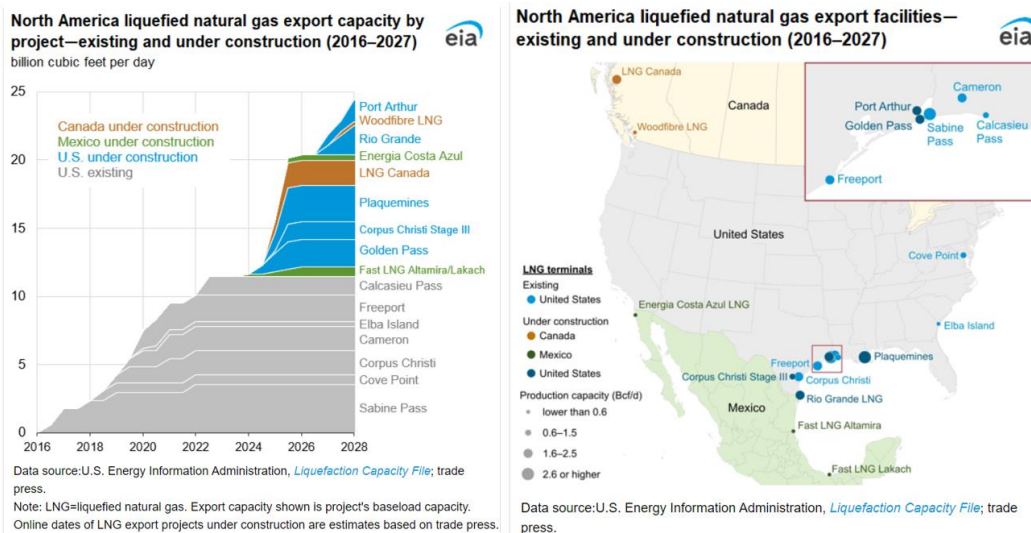 North America liquefied natural gas export capacity by
project—existing and under construction (2016–2027)
billion cubic feet per day
eia
25
20
15
10
5
0
2016
2018
2020
2022
2024
2026
2028
Canada under construction
Mexico under construction
U.S. under construction
U.S. existing
Port Arthur
Woodfibre LNG
Rio Grande
Energia Costa Azul
LNG Canada
Plaquemines
Corpus Christi Stage III
Golden Pass
Fast LNG Altamira/Lakach
Calcasieu Pass
Freeport
Elba Island
Cameron
Corpus Christi
Cove Point
Sabine Pass
Data source:U.S. Energy Information Administration, Liquefaction Capacity File; trade
press.
Note: LNG=liquefied natural gas. Export capacity shown is project's baseload capacity.
Online dates of LNG export projects under construction are estimates based on trade press.
North America liquefied natural gas export facilities—
existing and under construction (2016–2027)
eia
LNG Canada
Woodfibre LNG
Canada
Cameron
Port Arthur
Golden Pass
Sabine
Pass
Calcasieu
Pass
Freeport
United States
Cove Point
Elba Island
Energia Costa Azul LNG
Freeport
Plaquemines
Corpus Christi Stage III
Corpus Christi
Rio Grande LNG
Mexico
Fast LNG Altamira
Fast LNG Lakach
LNG terminals
Existing
United States
Under construction
Canada
Mexico
United States
Production capacity (Bcf/d)
lower than 0.6
0.6–1.5
1.6–2.5
2.6 or higher
Data source:U.S. Energy Information Administration, Liquefaction Capacity File; trade
press.